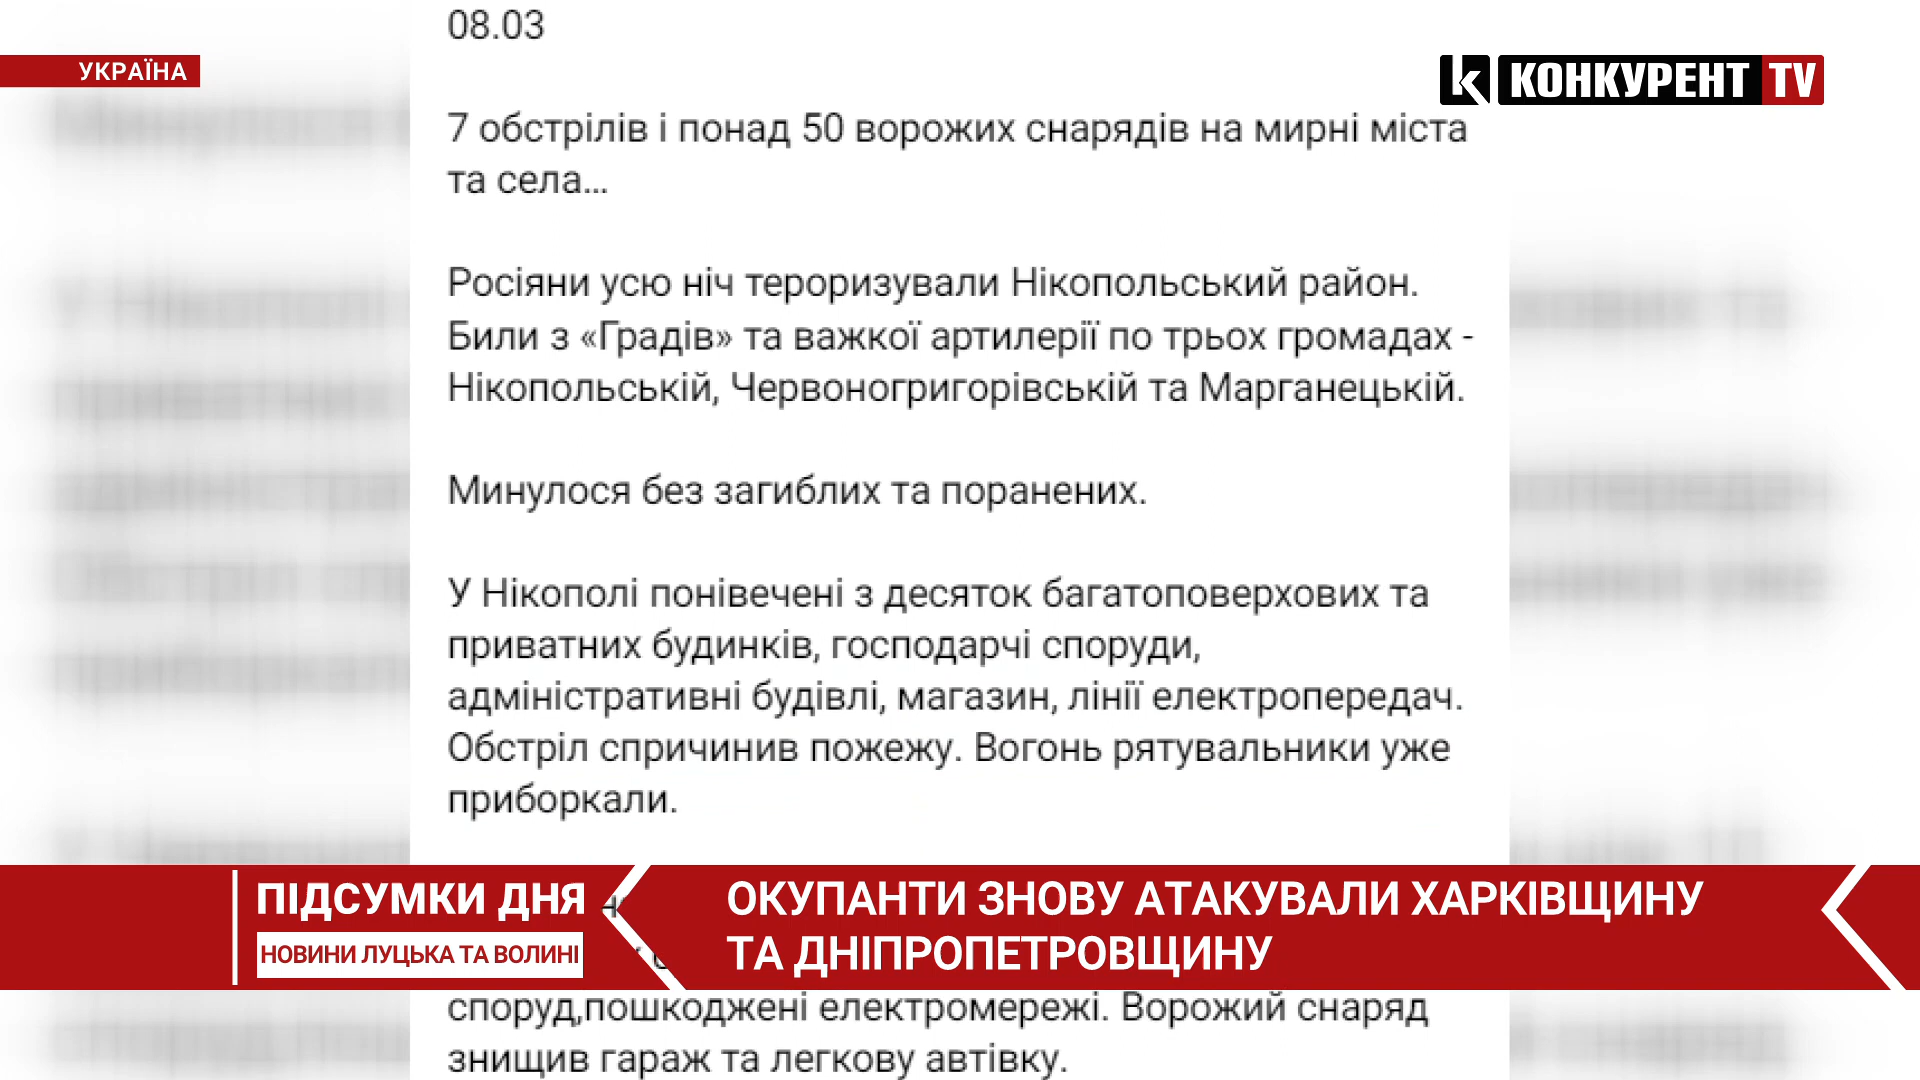 08.03
УКРАЇНА
k КОНКУРЕНТ TV
7 обстрілів і понад 50 ворожих снарядів на мирні міста
та села...
Росіяни усю ніч тероризували Нікопольський район.
Били з «Градів» та важкої артилерії по трьох громадах -
Нікопольській, Червоногригорівській та Марганецькій.
Минулося без загиблих та поранених.
У Нікополі понівечені з десяток багатоповерхових та
приватних будинків, господарчі споруди,
адміністративні будівлі, магазин, лінії електропередач.
Обстріл спричинив пожежу. Вогонь рятувальники уже
приборкали.
ПІДСУМКИ ДНЯ
НОВИНИ ЛУЦЬКА ТА ВОЛИНІ
ОКУПАНТИ ЗНОВУ АТАКУВАЛИ ХАРКІВЩИНУ
ТА ДНІПРОПЕТРОВЩИНУ
споруд,пошкоджені електромережі. Ворожий снаряд
знищив гараж та легкову автівку.